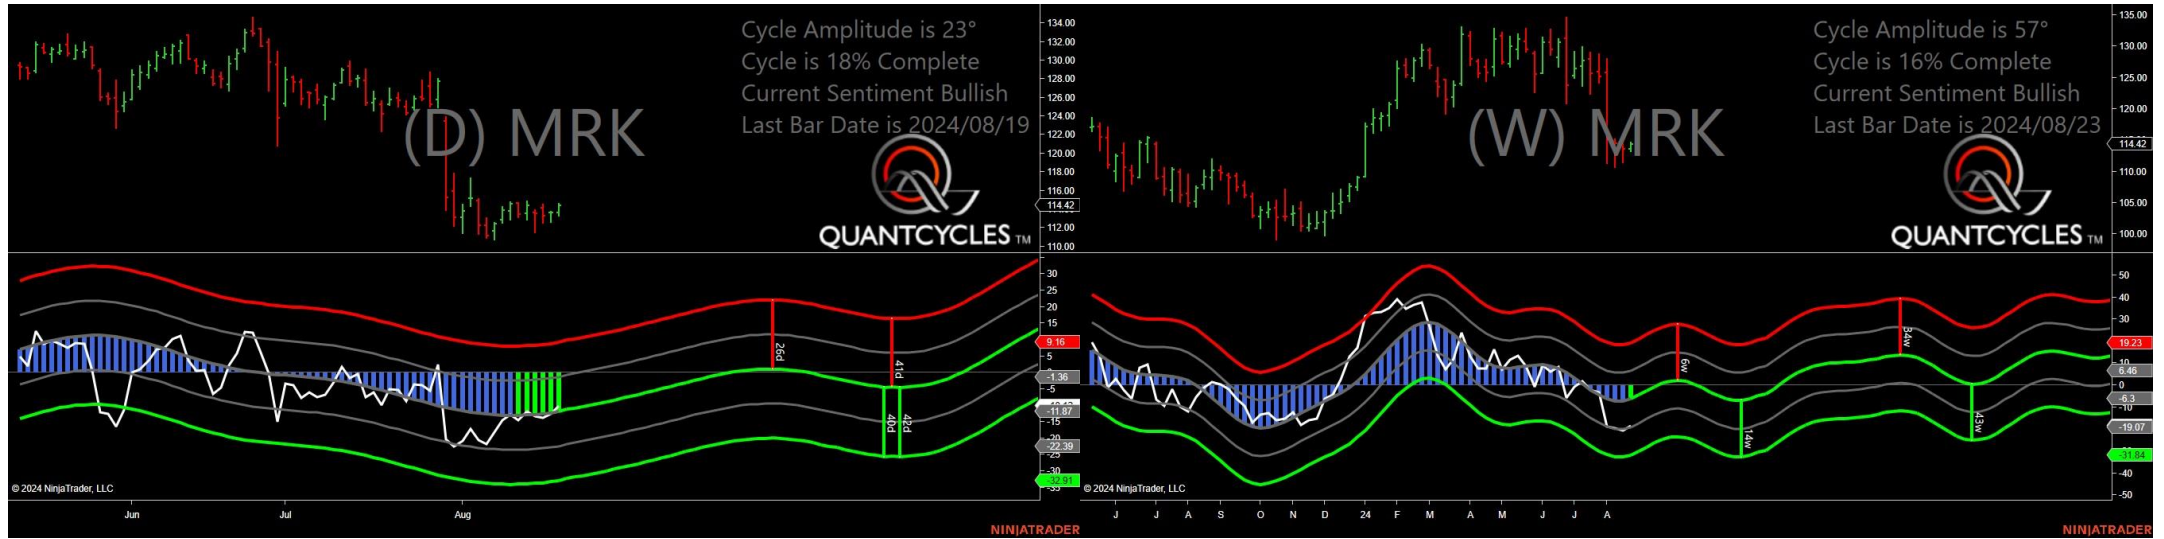 Cycle Amplitude is 23°
Cycle is 18% Complete
Current Sentiment Bullish
Last Bar Date is 2024/08/19
(D) MRK
QUANTCYCLES TM
134.00
132.00
130.00
128.00
126.00
124.00
122.00
120.00
118.00
116.00
114.42
112.00
110.00
30
25
20
15
9.16
5
-1.36
-5
-11.87
-15
-22.39
-25
-30
-32.91
26d
41d
40d
42d
© 2024 NinjaTrader, LLC
Jun
Jul
Aug
NINJATRADER
Cycle Amplitude is 57°
Cycle is 16% Complete
Current Sentiment Bullish
Last Bar Date is 2024/08/23
(W) MRK
QUANTCYCLES TM
135.00
130.00
125.00
120.00
114.42
110.00
105.00
100.00
50
40
30
19.23
10
6.46
0
-6.3
-10
-19.07
-31.84
-40
-50
6w
14w
34w
43w
© 2024 NinjaTrader, LLC
J
J
A
S
O
N
D
24
F
M
A
M
J
J
A
NINJATRADER